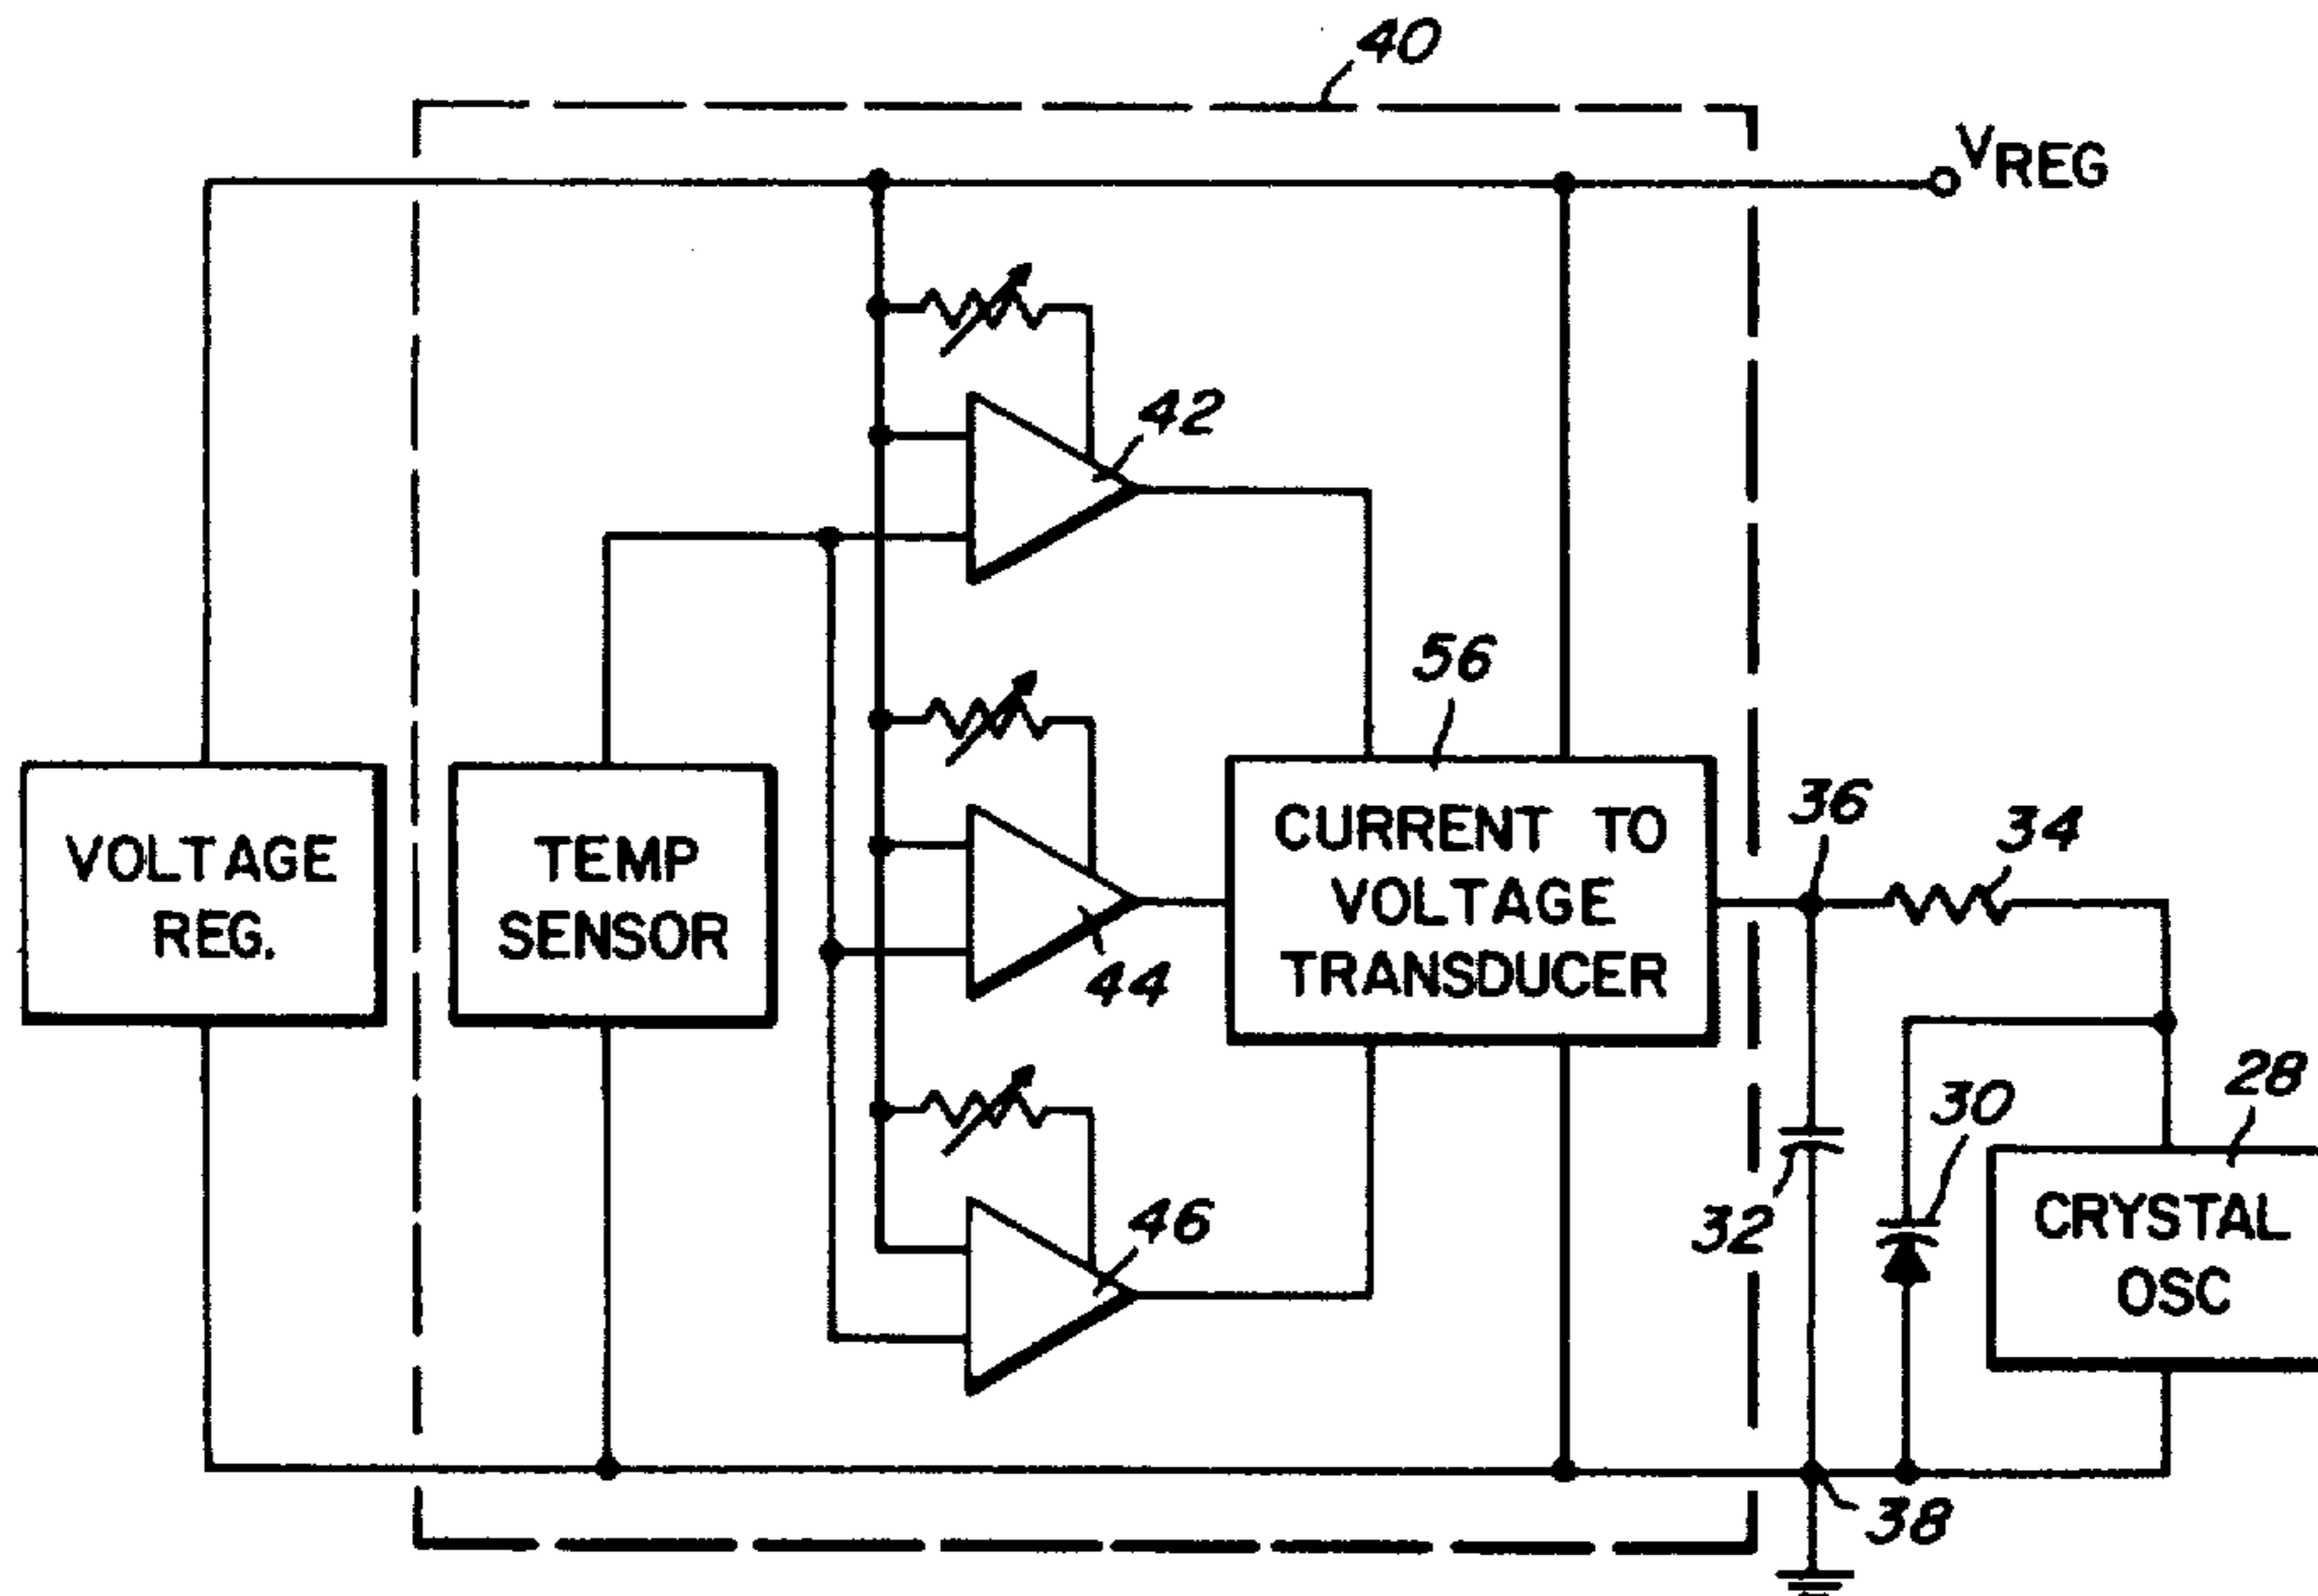 40
VREG
42
56
VOLTAGE
REG.
TEMP
SENSOR
44
CURRENT TO
VOLTAGE
TRANSDUCER
36
34
28
30
32
46
CRYSTAL
OSC
38